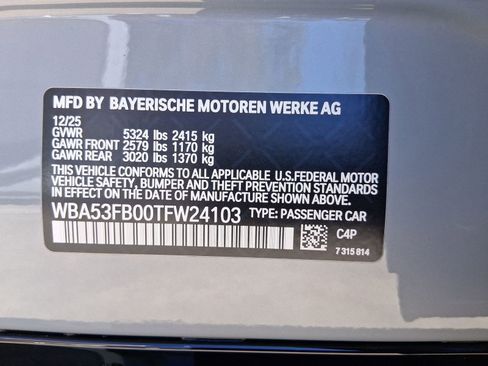 MFD BY BAYERISCHE MOTOREN WERKE AG
12/25
GVWR 5324 lbs 2415 kg
GAWR FRONT 2579 lbs 1170 kg
GAWR REAR 3020 lbs 1370 kg
THIS VEHICLE CONFORMS TO ALL APPLICABLE U.S.FEDERAL MOTOR
VEHICLE SAFETY, BUMPER AND THEFT PREVENTION STANDARDS
IN EFFECT ON THE DATE OF MANUFACTURE SHOWN ABOVE.
WBA53FB00TFW24103 TYPE: PASSENGER CAR
C4P
7 315 814